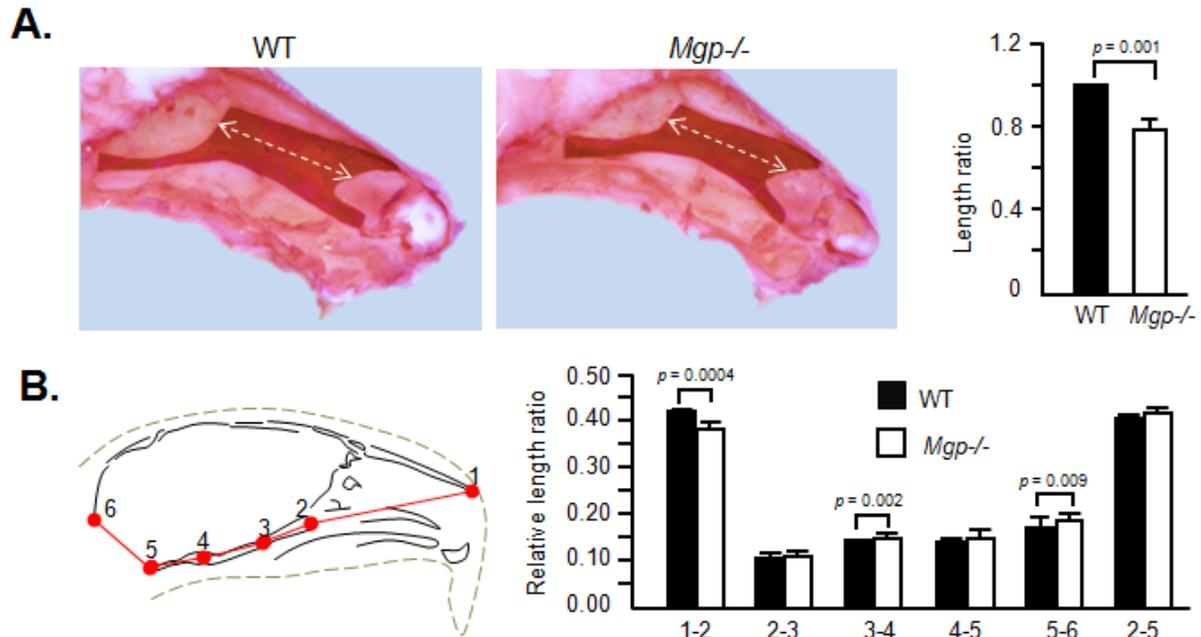 A.
WT
Mgp-/-
p = 0.001
1.2
0.8
0.4
0
Length ratio
WT
Mgp-/-
B.
1
2
3
4
5
6
p = 0.0004
p = 0.002
p = 0.009
WT
Mgp-/-
0.50
0.40
0.30
0.20
0.10
0.00
Relative length ratio
1-2
2-3
3-4
4-5
5-6
2-5